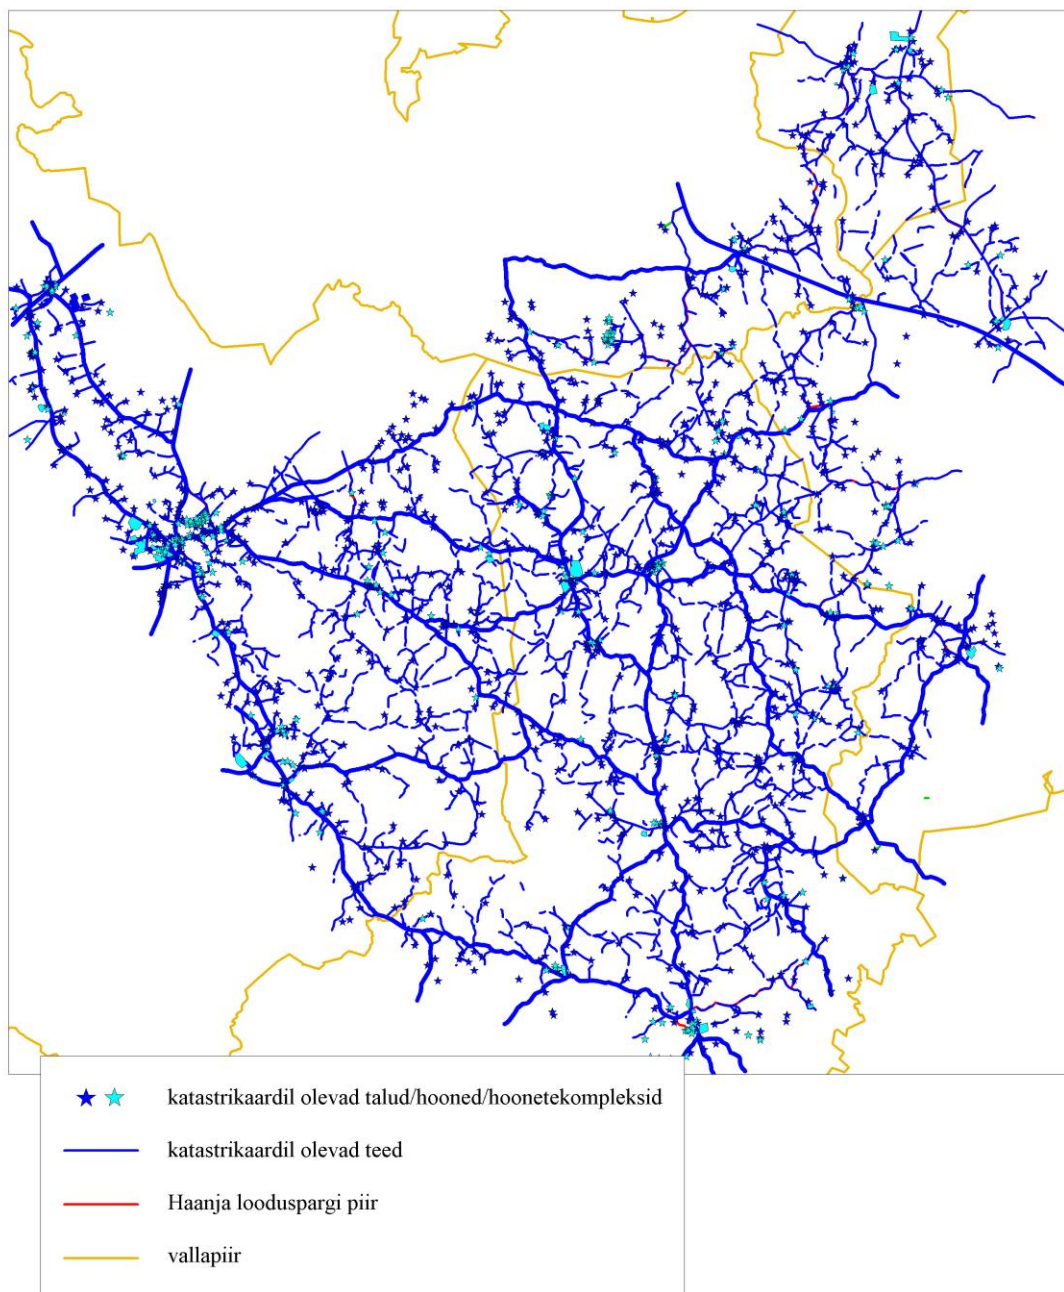 katastrikaardil olevad talud/hooned/hoonetekompleksid
katastrikaardil olevad teed
Haanja looduspargi piir
vallapiir